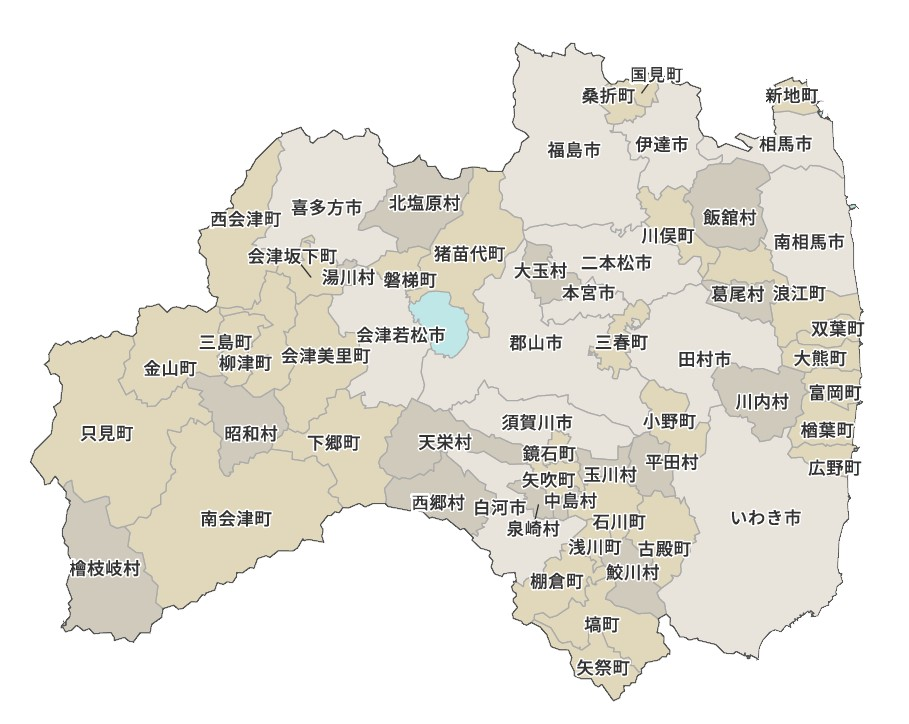 国見町
桑折町
新地町
福島市
伊達市
相馬市
北塩原村
喜多方市
西会津町
飯舘村
川俣町
南相馬市
猪苗代町
会津坂下町
二本松市
大玉村
湯川村
磐梯町
本宮市
葛尾村
浪江町
双葉町
会津若松市
三島町
郡山市
三春町
会津美里町
柳津町
金山町
田村市
大熊町
富岡町
川内村
小野町
須賀川市
楢葉町
只見町
昭和村
下郷町
天栄村
鏡石町
平田村
広野町
玉川村
矢吹町
中島村
西郷村
白河市
南会津町
石川町
いわき市
泉崎村
浅川町
古殿町
檜枝岐村
鮫川村
棚倉町
塙町
矢祭町